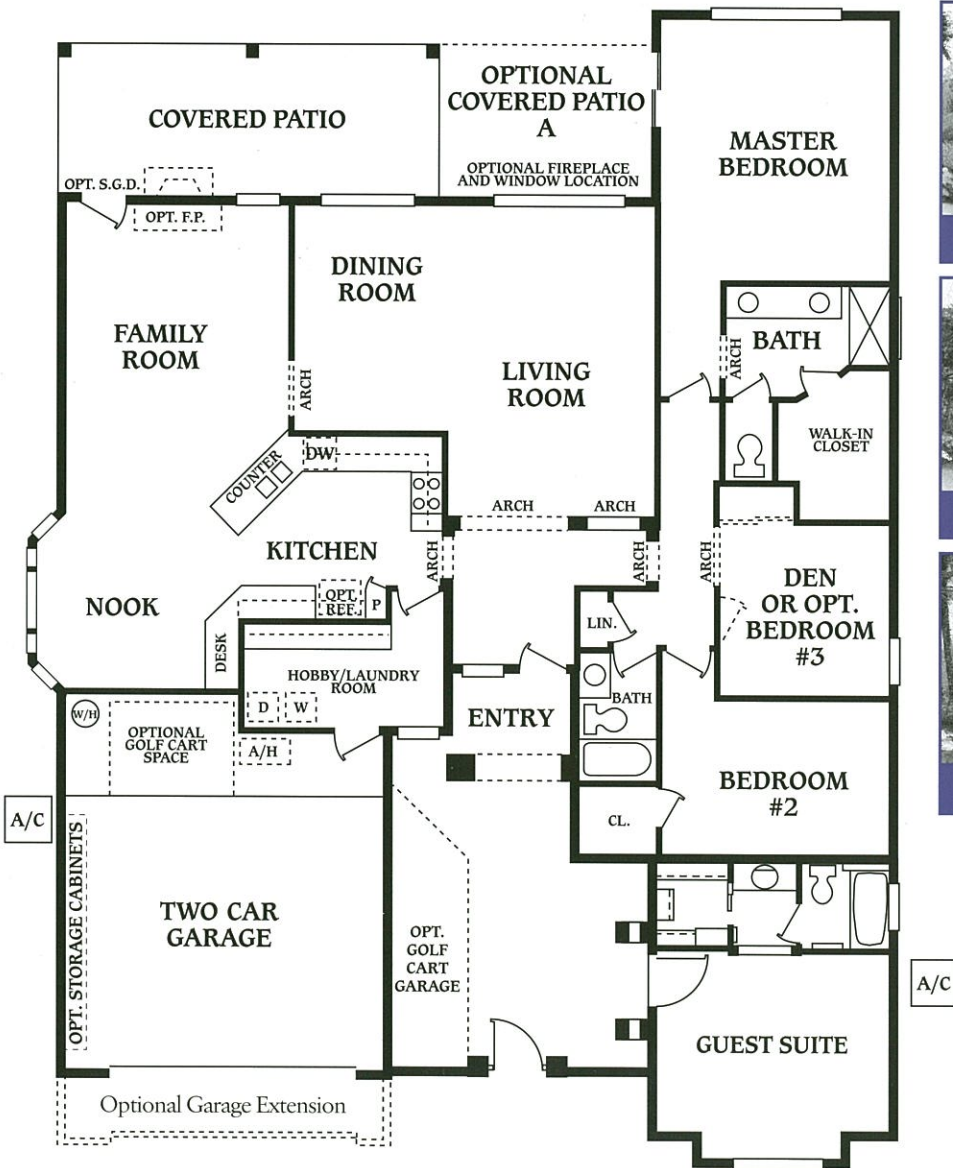 OPTIONAL
COVERED PATIO
A
COVERED PATIO
OPTIONAL FIREPLACE
AND WINDOW LOCATION
MASTER
BEDROOM
OPT. S.G.D.
OPT. F.P.
DINING
ROOM
FAMILY
ROOM
LIVING
ROOM
ARCH
BATH
ARCH
WALK-IN
CLOSET
DW
COUNTER
ARCH
ARCH
KITCHEN
ARCH
ARCH
ARCH
DEN
OR OPT.
BEDROOM
#3
NOOK
OPT.
REF.
P
LIN.
DESK
HOBBY/LAUNDRY
ROOM
D
W
BATH
ENTRY
W/H
OPTIONAL
GOLF CART
SPACE
A/H
BEDROOM
#2
A/C
CL.
OPT. STORAGE CABINETS
TWO CAR
GARAGE
OPT.
GOLF
CART
GARAGE
A/C
GUEST SUITE
Optional Garage Extension